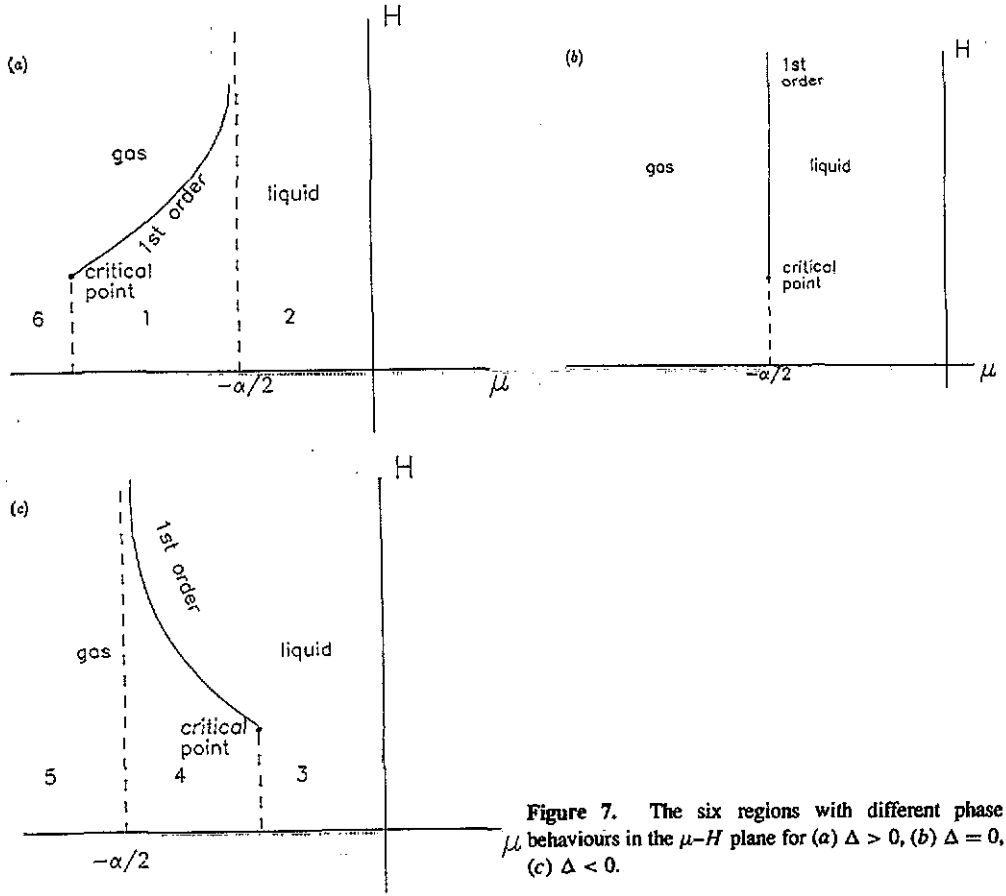 (a)
H
gas
1st order
liquid
critical
point
6
1
2
-α/2
μ
(b)
H
1st
order
gas
liquid
critical
point
-α/2
μ
(c)
H
1st order
gas
liquid
critical
point
5
4
3
-α/2
μ
Figure 7. The six regions with different phase
behaviours in the μ–H plane for (a) Δ > 0, (b) Δ = 0,
(c) Δ < 0.